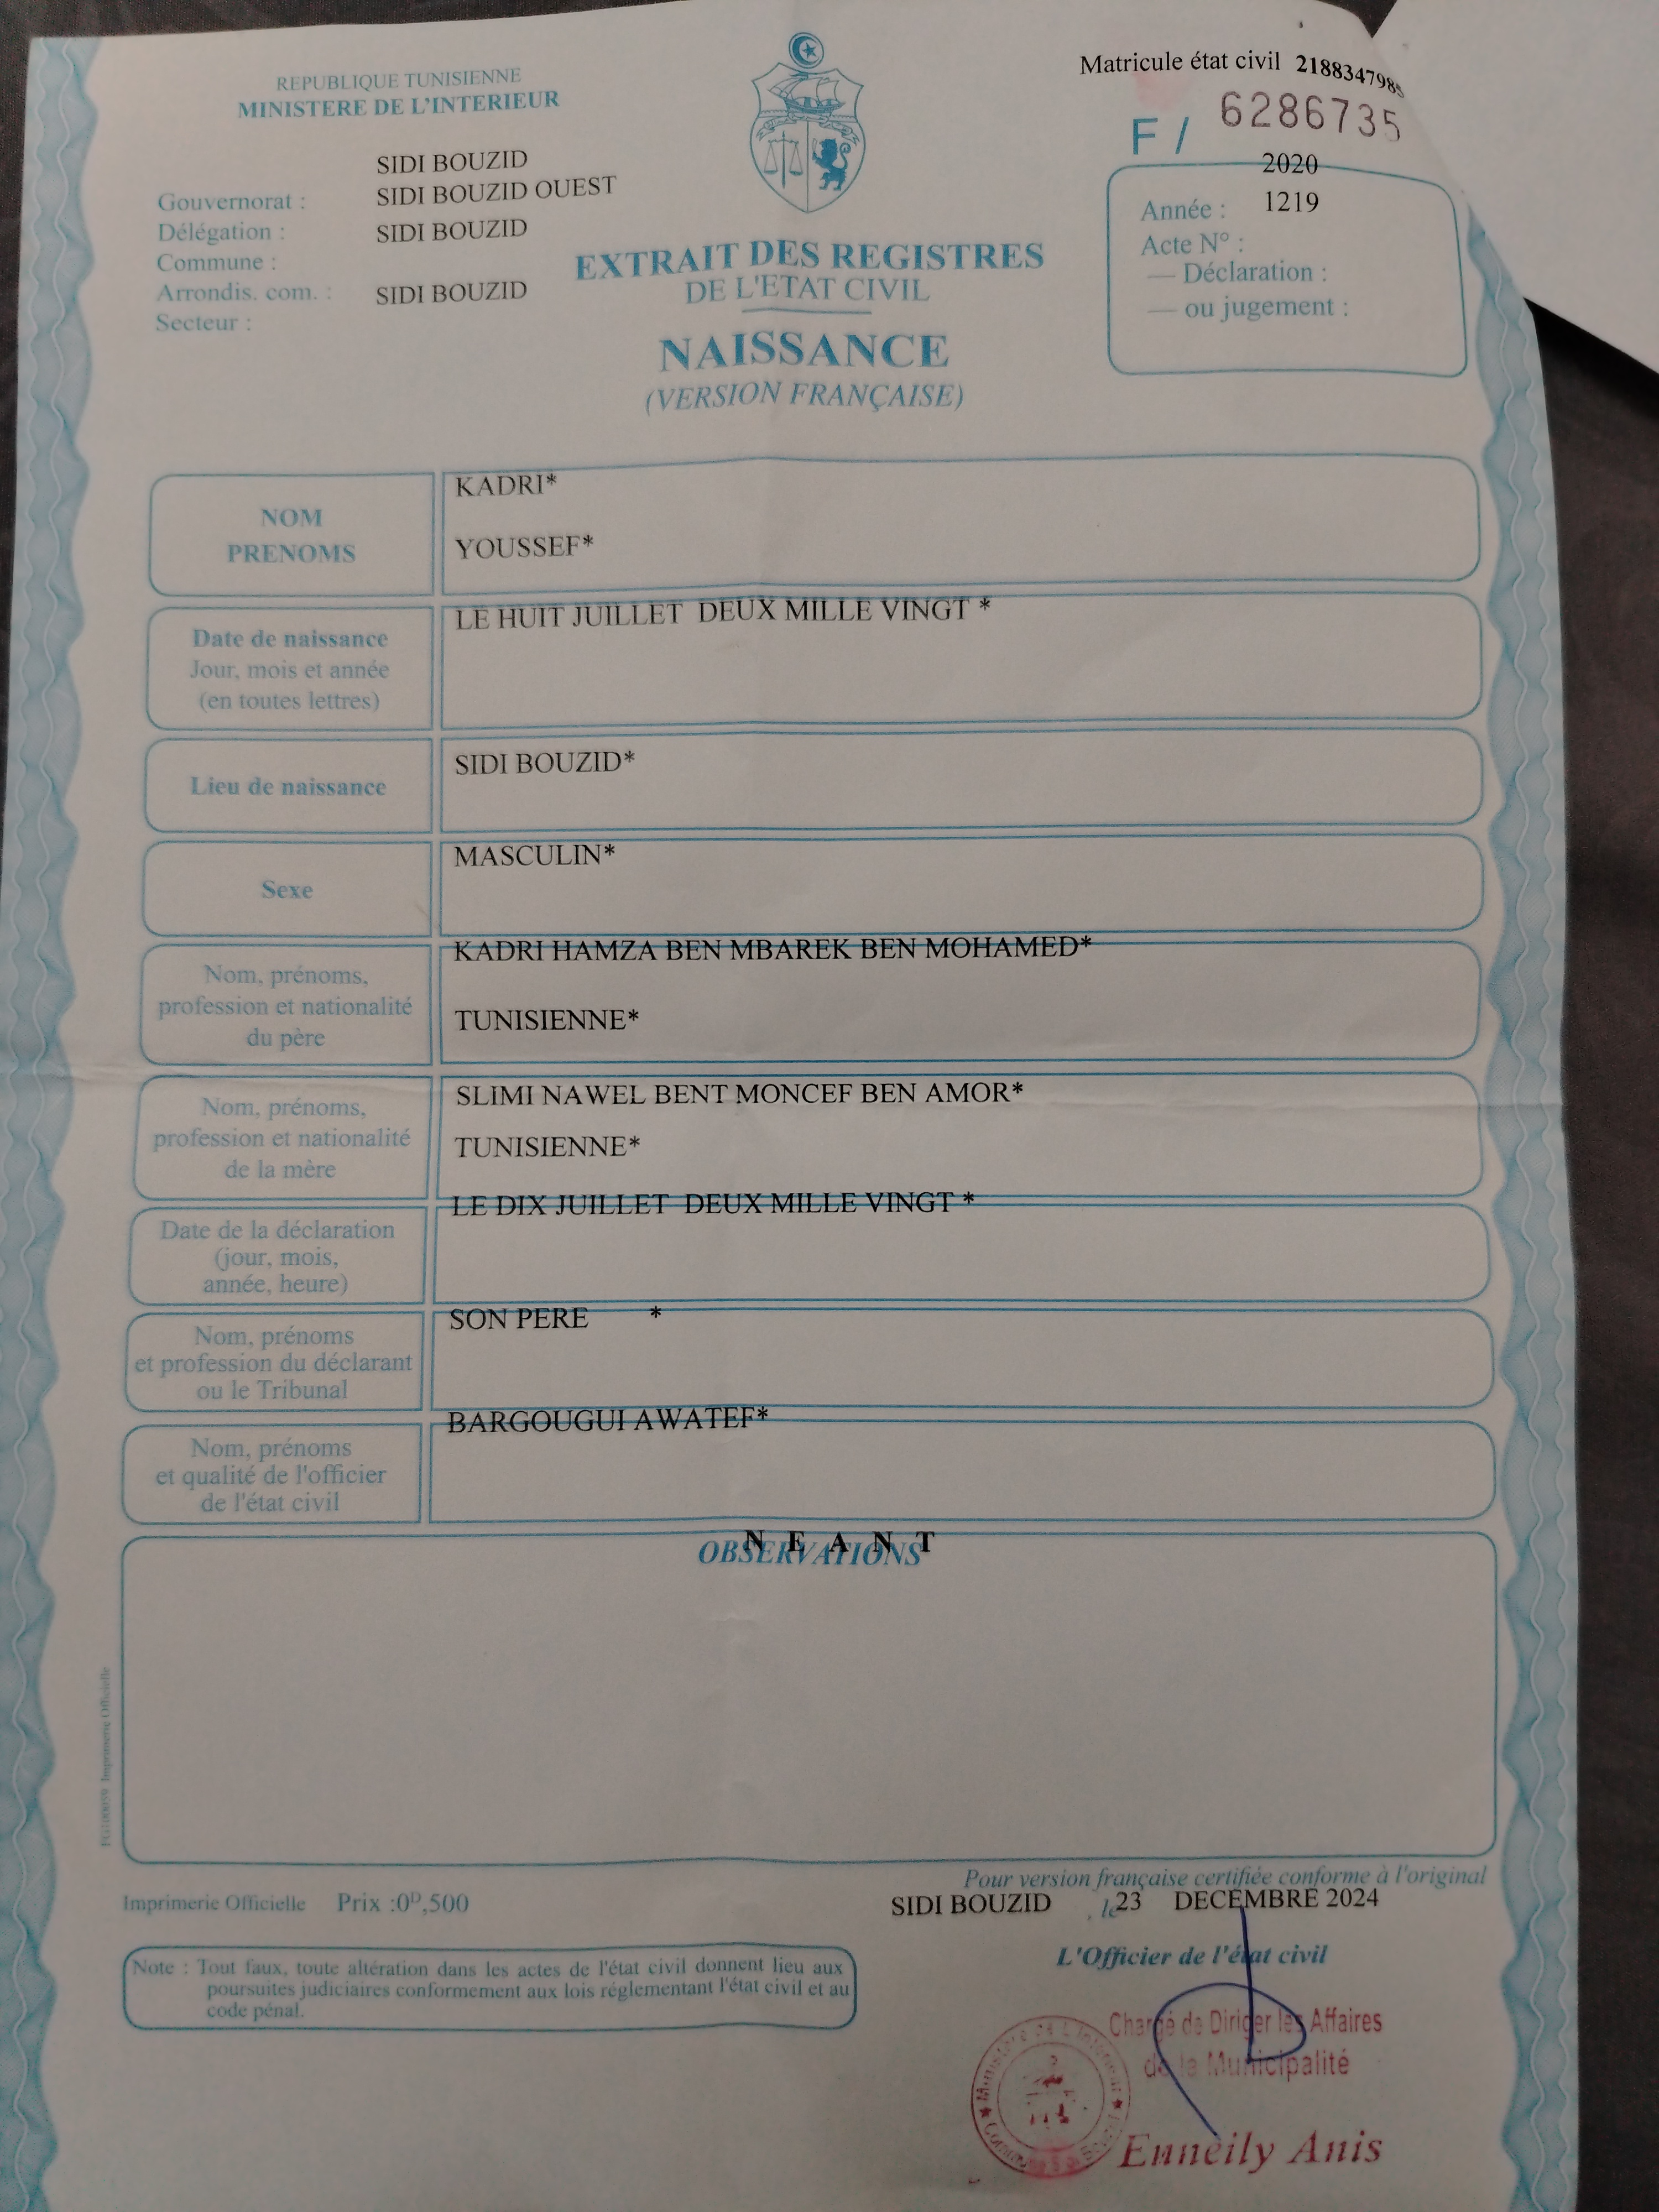 REPUBLIQUE TUNISIENNE
MINISTERE DE L'INTERIEUR
Matricule état civil 218834798
F / 6286735
SIDI BOUZID
Gouvernorat : SIDI BOUZID OUEST
Délégation : SIDI BOUZID
Commune :
Arrondis. com. : SIDI BOUZID
Secteur :
2020
Année : 1219
Acte N° :
— Déclaration :
— ou jugement :
EXTRAIT DES REGISTRES
DE L'ETAT CIVIL
NAISSANCE
(VERSION FRANÇAISE)
NOM
PRENOMS
KADRI*
YOUSSEF*
Date de naissance
Jour, mois et année
(en toutes lettres)
LE HUIT JUILLET DEUX MILLE VINGT *
Lieu de naissance
SIDI BOUZID*
Sexe
MASCULIN*
Nom, prénoms,
profession et nationalité
du père
KADRI HAMZA BEN MBAREK BEN MOHAMED*
TUNISIENNE*
Nom, prénoms,
profession et nationalité
de la mère
SLIMI NAWEL BENT MONCEF BEN AMOR*
TUNISIENNE*
Date de la déclaration
(jour, mois,
année, heure)
LE DIX JUILLET DEUX MILLE VINGT *
Nom, prénoms
et profession du déclarant
ou le Tribunal
SON PERE *
Nom, prénoms
et qualité de l'officier
de l'état civil
BARGOUGUI AWATEF*
N E A N T
OBSERVATIONS
Imprimerie Officielle
Pour version française certifiée conforme à l'original
Imprimerie Officielle Prix :0ᴰ,500
SIDI BOUZID , le 23 DECEMBRE 2024
L'Officier de l'état civil
Note : Tout faux, toute altération dans les actes de l'état civil donnent lieu aux
poursuites judiciaires conformement aux lois réglementant l'état civil et au
code pénal.
Chargé de Diriger les Affaires
de la Municipalité
Ministère de L'Interieur
Enneily Anis